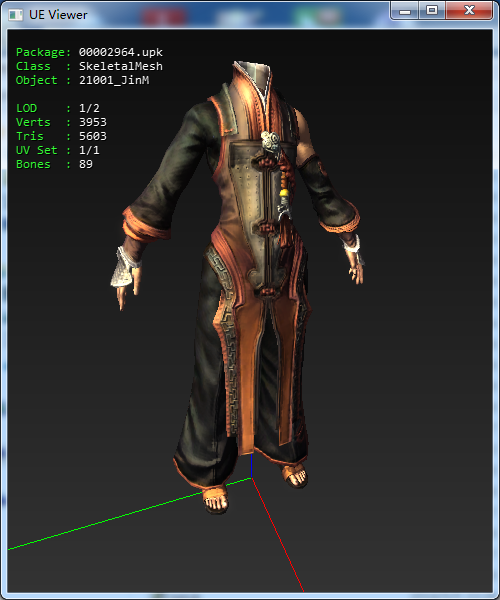 UE Viewer
Package: 00002964.upk
Class : SkeletalMesh
Object : 21001_JinM
LOD : 1/2
Verts : 3953
Tris : 5603
UV Set : 1/1
Bones : 89